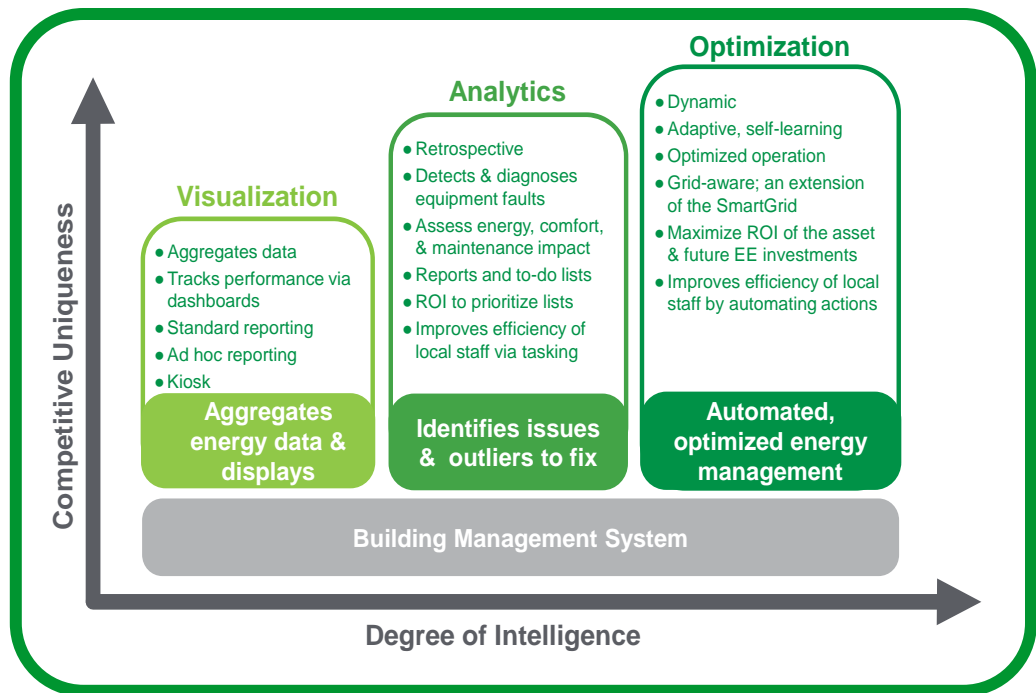 Optimization
Analytics
Visualization
Competitive Uniqueness
● Aggregates data
● Tracks performance via
dashboards
● Standard reporting
● Ad hoc reporting
● Kiosk
Aggregates
energy data &
displays
● Retrospective
● Detects & diagnoses
equipment faults
● Assess energy, comfort,
& maintenance impact
● Reports and to-do lists
● ROI to prioritize lists
● Improves efficiency of
local staff via tasking
Identifies issues
& outliers to fix
● Dynamic
● Adaptive, self-learning
● Optimized operation
● Grid-aware; an extension
of the SmartGrid
● Maximize ROI of the asset
& future EE investments
● Improves efficiency of local
staff by automating actions
Automated,
optimized energy
management
Building Management System
Degree of Intelligence